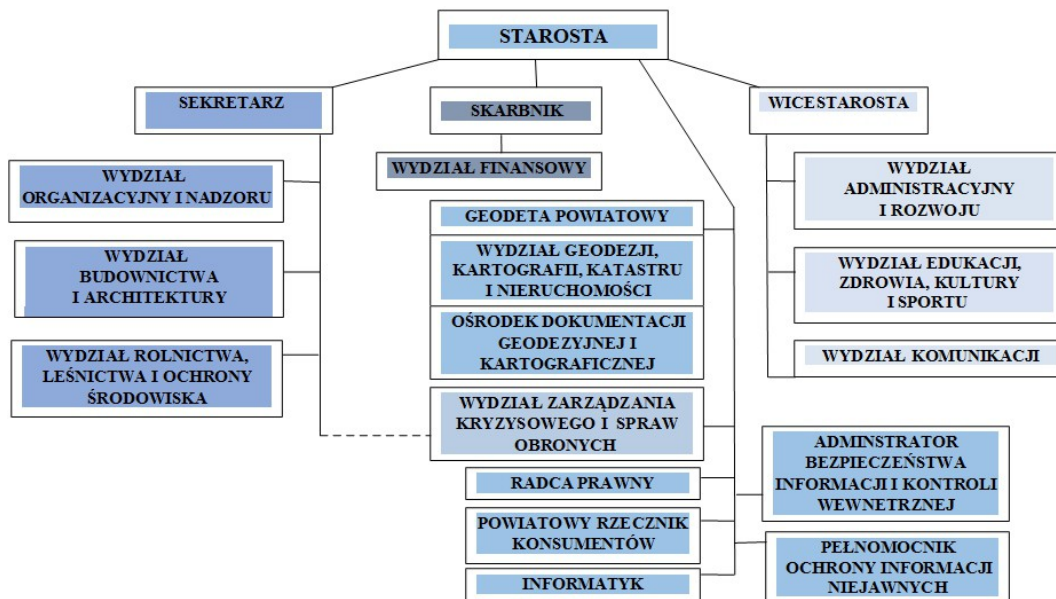 STAROSTA
SEKRETARZ
SKARBNIK
WICESTAROSTA
WYDZIAŁ FINANSOWY
WYDZIAŁ
ORGANIZACYJNY I NADZORU
WYDZIAŁ
BUDOWNICTWA
I ARCHITEKTURY
WYDZIAŁ ROLNICTWA,
LEŚNICTWA I OCHRONY
ŚRODOWISKA
GEODETA POWIATOWY
WYDZIAŁ GEODEZJI,
KARTOGRAFII, KATASTRU
I NIERUCHOMOŚCI
OŚRODEK DOKUMENTACJI
GEODEZYJNEJ I
KARTOGRAFICZNEJ
WYDZIAŁ ZARZĄDZANIA
KRYZYSOWEGO I SPRAW
OBRONYCH
RADCA PRAWNY
POWIATOWY RZECZNIK
KONSUMENTÓW
INFORMATYK
WYDZIAŁ
ADMINISTRACYJNY
I ROZWOJU
WYDZIAŁ EDUKACJI,
ZDROWIA, KULTURY
I SPORTU
WYDZIAŁ KOMUNIKACJI
ADMINSTRATOR
BEZPIECZEŃSTWA
INFORMACJI I KONTROLI
WEWNETRZNEJ
PEŁNOMOCNIK
OCHRONY INFORMACJI
NIEJAWNYCH